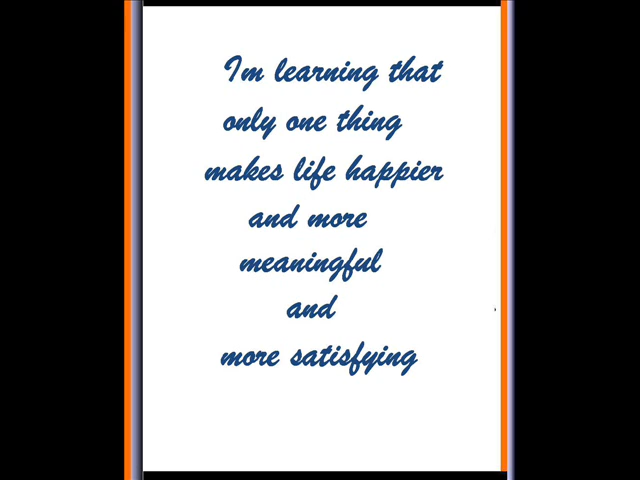 Im learning that
only one thing
makes life happier
and more
meaningful
and
more satisfying